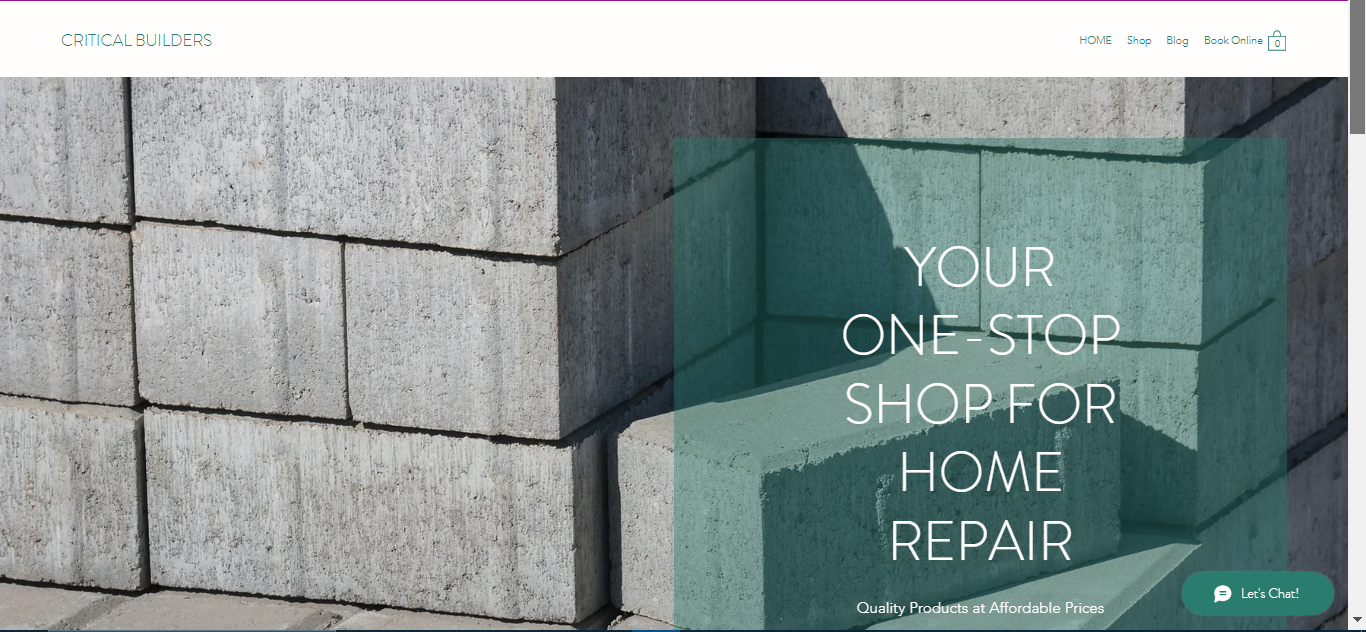 CRITICAL BUILDERS
HOME Shop Blog Book Online 0
YOUR
ONE-STOP
SHOP FOR
HOME
REPAIR
Quality Products at Affordable Prices
Let's Chat!